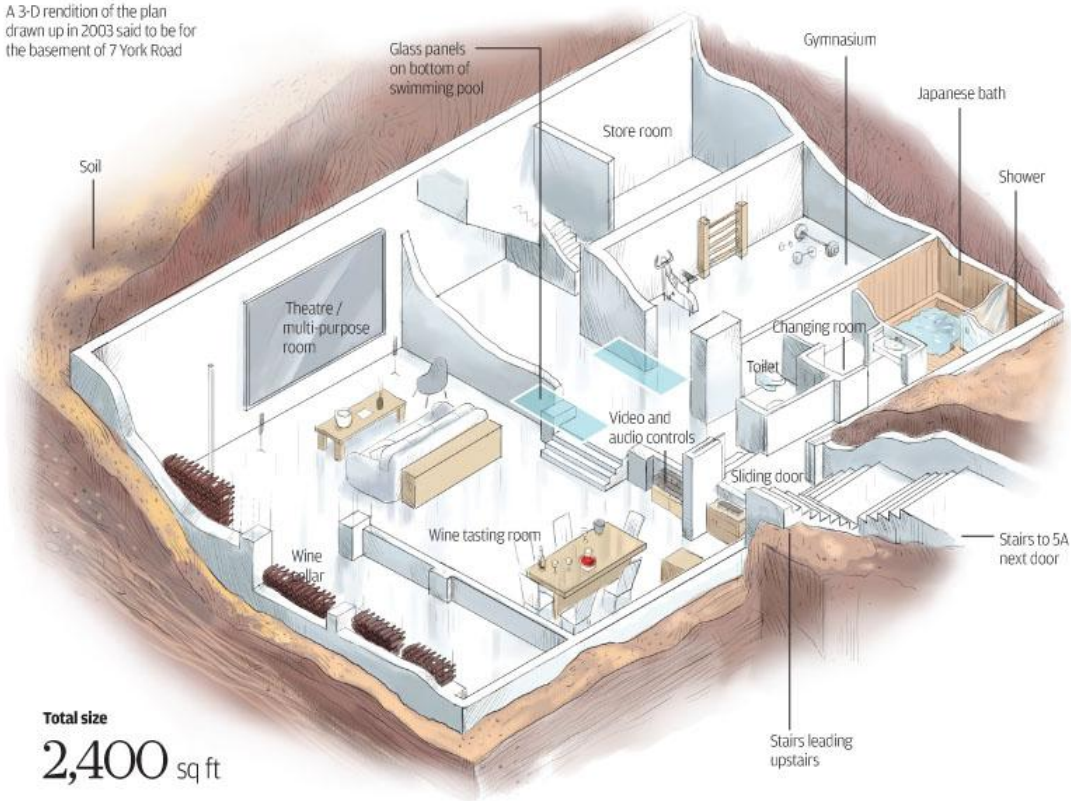 A 3-D rendition of the plan
drawn up in 2003 said to be for
the basement of 7 York Road
Glass panels
on bottom of
swimming pool
Gymnasium
Japanese bath
Store room
Soil
Shower
Theatre /
multi-purpose
room
Changing room
Toilet
Video and
audio controls
Sliding door
Wine tasting room
Stairs to 5A
next door
Wine
cellar
Total size
2,400 sq ft
Stairs leading
upstairs